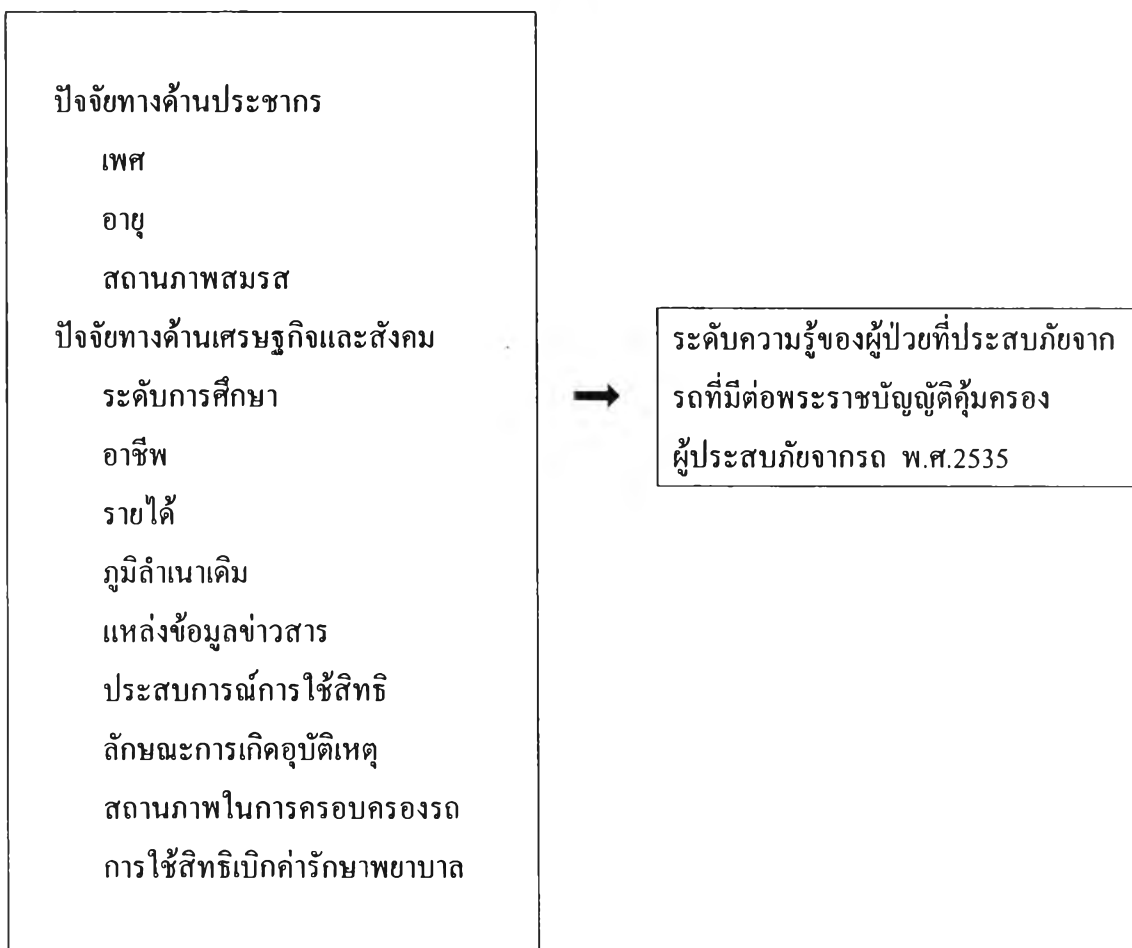 ปัจจัยทางด้านประชากร
เพศ
อายุ
สถานภาพสมรส
ปัจจัยทางด้านเศรษฐกิจและสังคม
ระดับการศึกษา
อาชีพ
รายได้
ภูมิลำเนาเดิม
แหล่งข้อมูลข่าวสาร
ประสบการณ์การใช้สิทธิ
ลักษณะการเกิดอุบัติเหตุ
สถานภาพในการครอบครองรถ
การใช้สิทธิเบิกค่ารักษาพยาบาล
ระดับความรู้ของผู้ป่วยที่ประสบภัยจาก
รถที่มีต่อพระราชบัญญัติคุ้มครอง
ผู้ประสบภัยจากรถ พ.ศ.2535